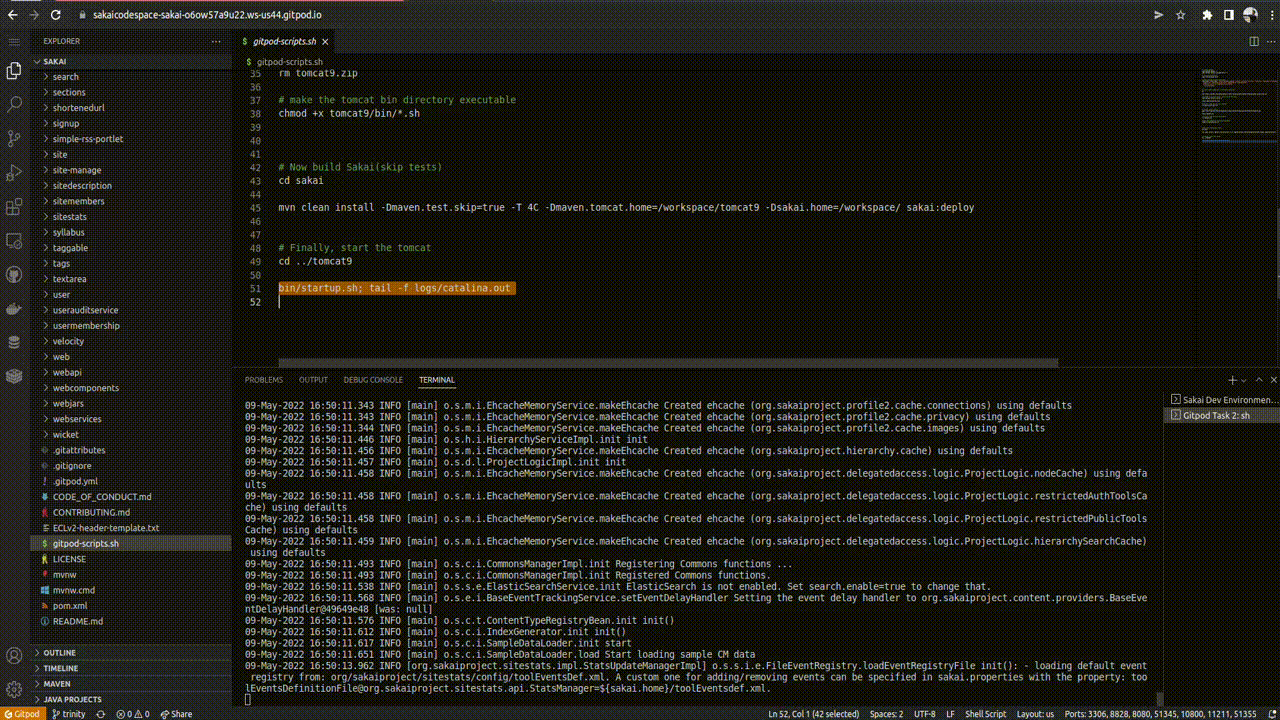 sakaicodespace-sakai-o6ow57a9u22.ws-us44.gitpod.io
EXPLORER
SAKAI
search
sections
shortenedurl
signup
simple-rss-portlet
site
site-manage
sitedescription
sitemembers
sitestats
syllabus
taggable
tags
textarea
user
userauditservice
usermembership
velocity
web
webapi
webcomponents
webjars
webservices
wicket
.gitattributes
.gitignore
.gitpod.yml
CODE_OF_CONDUCT.md
CONTRIBUTING.md
ECLv2-header-template.txt
$ gitpod-scripts.sh
LICENSE
mvnw
mvnw.cmd
pom.xml
README.md
OUTLINE
TIMELINE
MAVEN
JAVA PROJECTS
$ gitpod-scripts.sh
$ gitpod-scripts.sh
35 rm tomcat9.zip
36
37 # make the tomcat bin directory executable
38 chmod +x tomcat9/bin/*.sh
39
40
41
42 # Now build Sakai(skip tests)
43 cd sakai
44
45 mvn clean install -Dmaven.test.skip=true -T 4C -Dmaven.tomcat.home=/workspace/tomcat9 -Dsakai.home=/workspace/ sakai:deploy
46
47
48 # Finally, start the tomcat
49 cd ../tomcat9
50
51 bin/startup.sh; tail -f logs/catalina.out
52
PROBLEMS OUTPUT DEBUG CONSOLE TERMINAL
09-May-2022 16:50:11.343 INFO [main] o.s.m.i.EhcacheMemoryService.makeEhcache Created ehcache (org.sakaiproject.profile2.cache.connections) using defaults
09-May-2022 16:50:11.343 INFO [main] o.s.m.i.EhcacheMemoryService.makeEhcache Created ehcache (org.sakaiproject.profile2.cache.privacy) using defaults
09-May-2022 16:50:11.344 INFO [main] o.s.m.i.EhcacheMemoryService.makeEhcache Created ehcache (org.sakaiproject.profile2.cache.images) using defaults
09-May-2022 16:50:11.446 INFO [main] o.s.h.i.HierarchyServiceImpl.init init
09-May-2022 16:50:11.456 INFO [main] o.s.m.i.EhcacheMemoryService.makeEhcache Created ehcache (org.sakaiproject.hierarchy.cache) using defaults
09-May-2022 16:50:11.457 INFO [main] o.s.d.l.ProjectLogicImpl.init init
09-May-2022 16:50:11.458 INFO [main] o.s.m.i.EhcacheMemoryService.makeEhcache Created ehcache (org.sakaiproject.delegatedaccess.logic.ProjectLogic.nodeCache) using defa
ults
09-May-2022 16:50:11.458 INFO [main] o.s.m.i.EhcacheMemoryService.makeEhcache Created ehcache (org.sakaiproject.delegatedaccess.logic.ProjectLogic.restrictedAuthToolsCa
che) using defaults
09-May-2022 16:50:11.458 INFO [main] o.s.m.i.EhcacheMemoryService.makeEhcache Created ehcache (org.sakaiproject.delegatedaccess.logic.ProjectLogic.restrictedPublicTools
Cache) using defaults
09-May-2022 16:50:11.459 INFO [main] o.s.m.i.EhcacheMemoryService.makeEhcache Created ehcache (org.sakaiproject.delegatedaccess.logic.ProjectLogic.hierarchySearchCache)
using defaults
09-May-2022 16:50:11.493 INFO [main] o.s.c.i.CommonsManagerImpl.init Registering Commons functions ...
09-May-2022 16:50:11.493 INFO [main] o.s.c.i.CommonsManagerImpl.init Registered Commons functions.
09-May-2022 16:50:11.538 INFO [main] o.s.s.e.ElasticSearchService.init ElasticSearch is not enabled. Set search.enable=true to change that.
09-May-2022 16:50:11.568 INFO [main] o.s.e.i.BaseEventTrackingService.setEventDelayHandler Setting the event delay handler to org.sakaiproject.content.providers.BaseEve
ntDelayHandler@49649e48 [was: null]
09-May-2022 16:50:11.576 INFO [main] o.s.c.t.ContentTypeRegistryBean.init init()
09-May-2022 16:50:11.612 INFO [main] o.s.c.i.IndexGenerator.init init()
09-May-2022 16:50:11.617 INFO [main] o.s.c.i.SampleDataLoader.init start
09-May-2022 16:50:11.651 INFO [main] o.s.c.i.SampleDataLoader.load Start loading sample CM data
09-May-2022 16:50:13.962 INFO [org.sakaiproject.sitestats.impl.StatsUpdateManagerImpl] o.s.s.i.e.FileEventRegistry.loadEventRegistryFile init(): - loading default event
registry from: org/sakaiproject/sitestats/config/toolEventsDef.xml. A custom one for adding/removing events can be specified in sakai.properties with the property: too
lEventsDefinitionFile@org.sakaiproject.sitestats.api.StatsManager=${sakai.home}/toolEventsdef.xml.
Sakai Dev Environmen...
Gitpod Task 2: sh
Gitpod trinity 0 0 Share Ln 52, Col 1 (42 selected) Spaces: 2 UTF-8 LF Shell Script Layout: us Ports: 3306, 8828, 8080, 51345, 10800, 11211, 51355